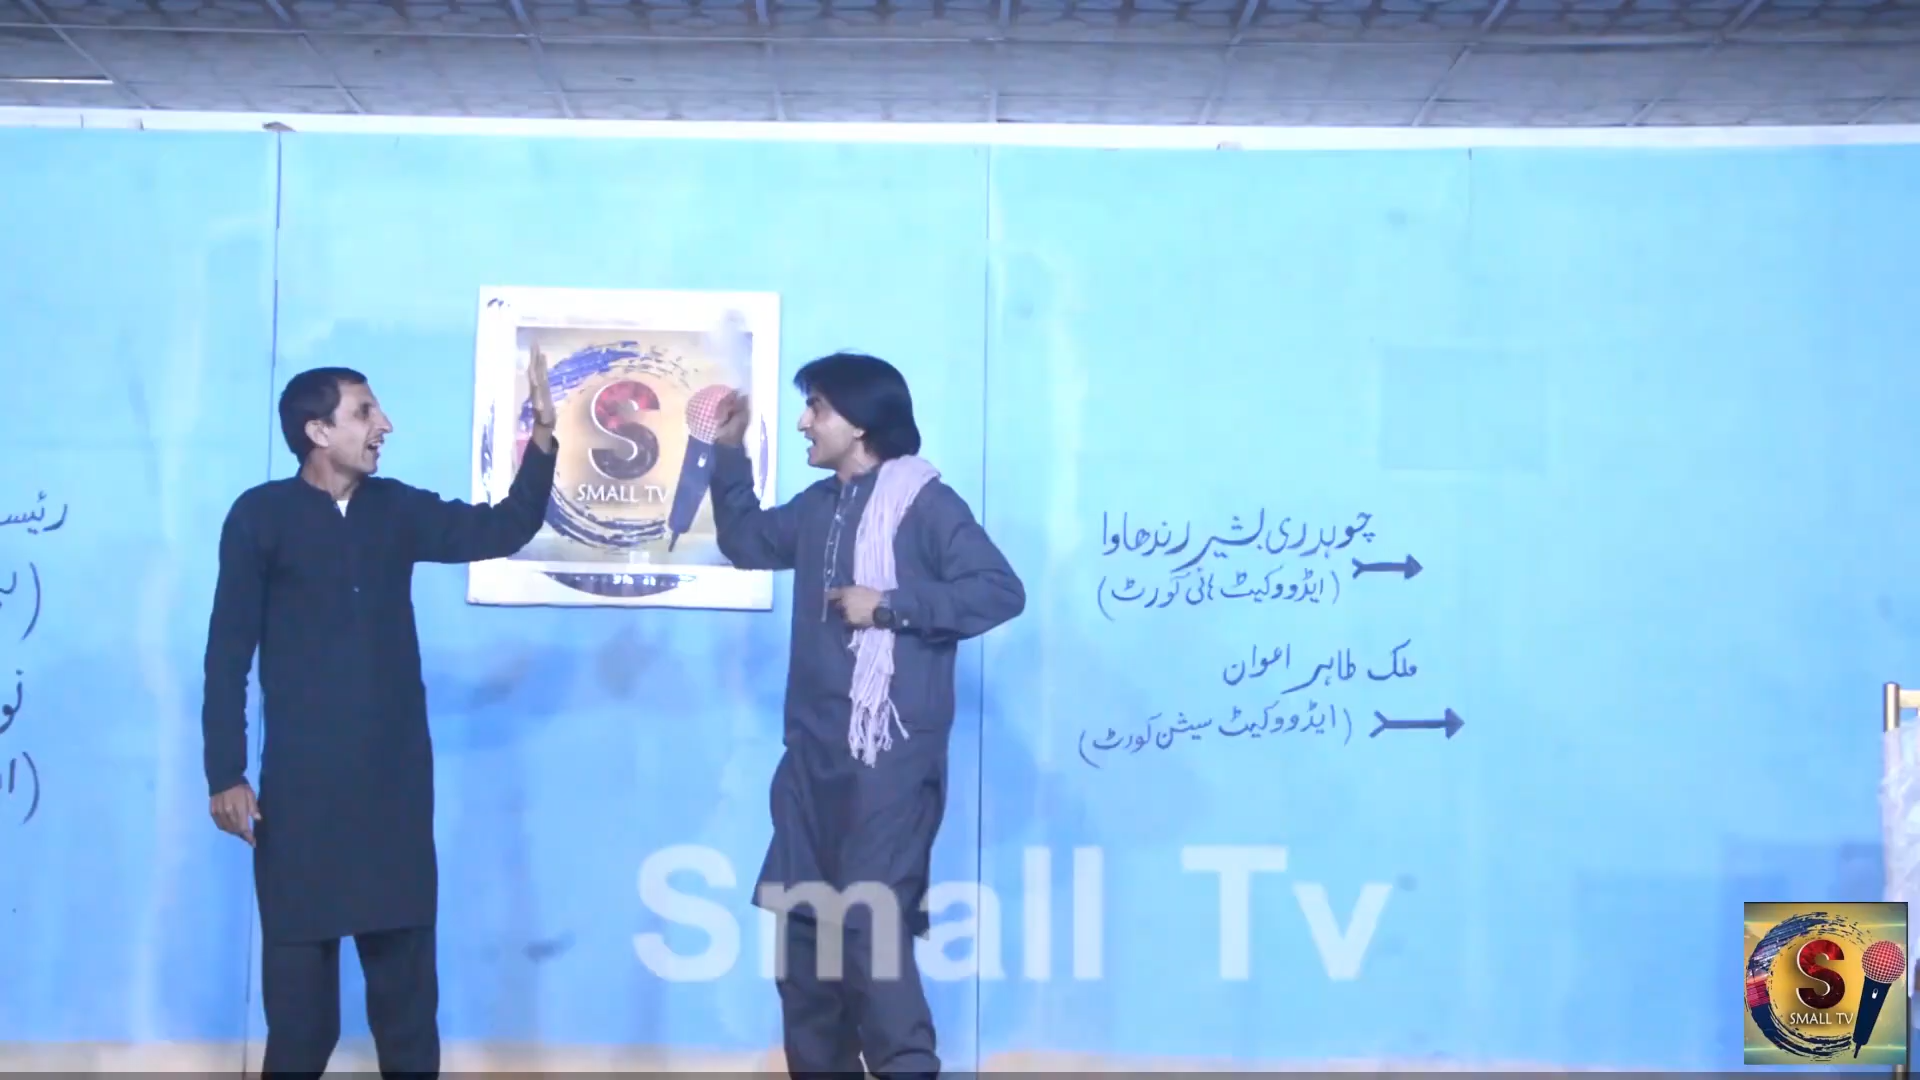 SMALL TV
چوہدری بشیر رندھاوا
(ایڈووکیٹ ہائی کورٹ)
ملک طاہر اعوان
(ایڈووکیٹ سیشن کورٹ)
Small Tv
SMALL TV